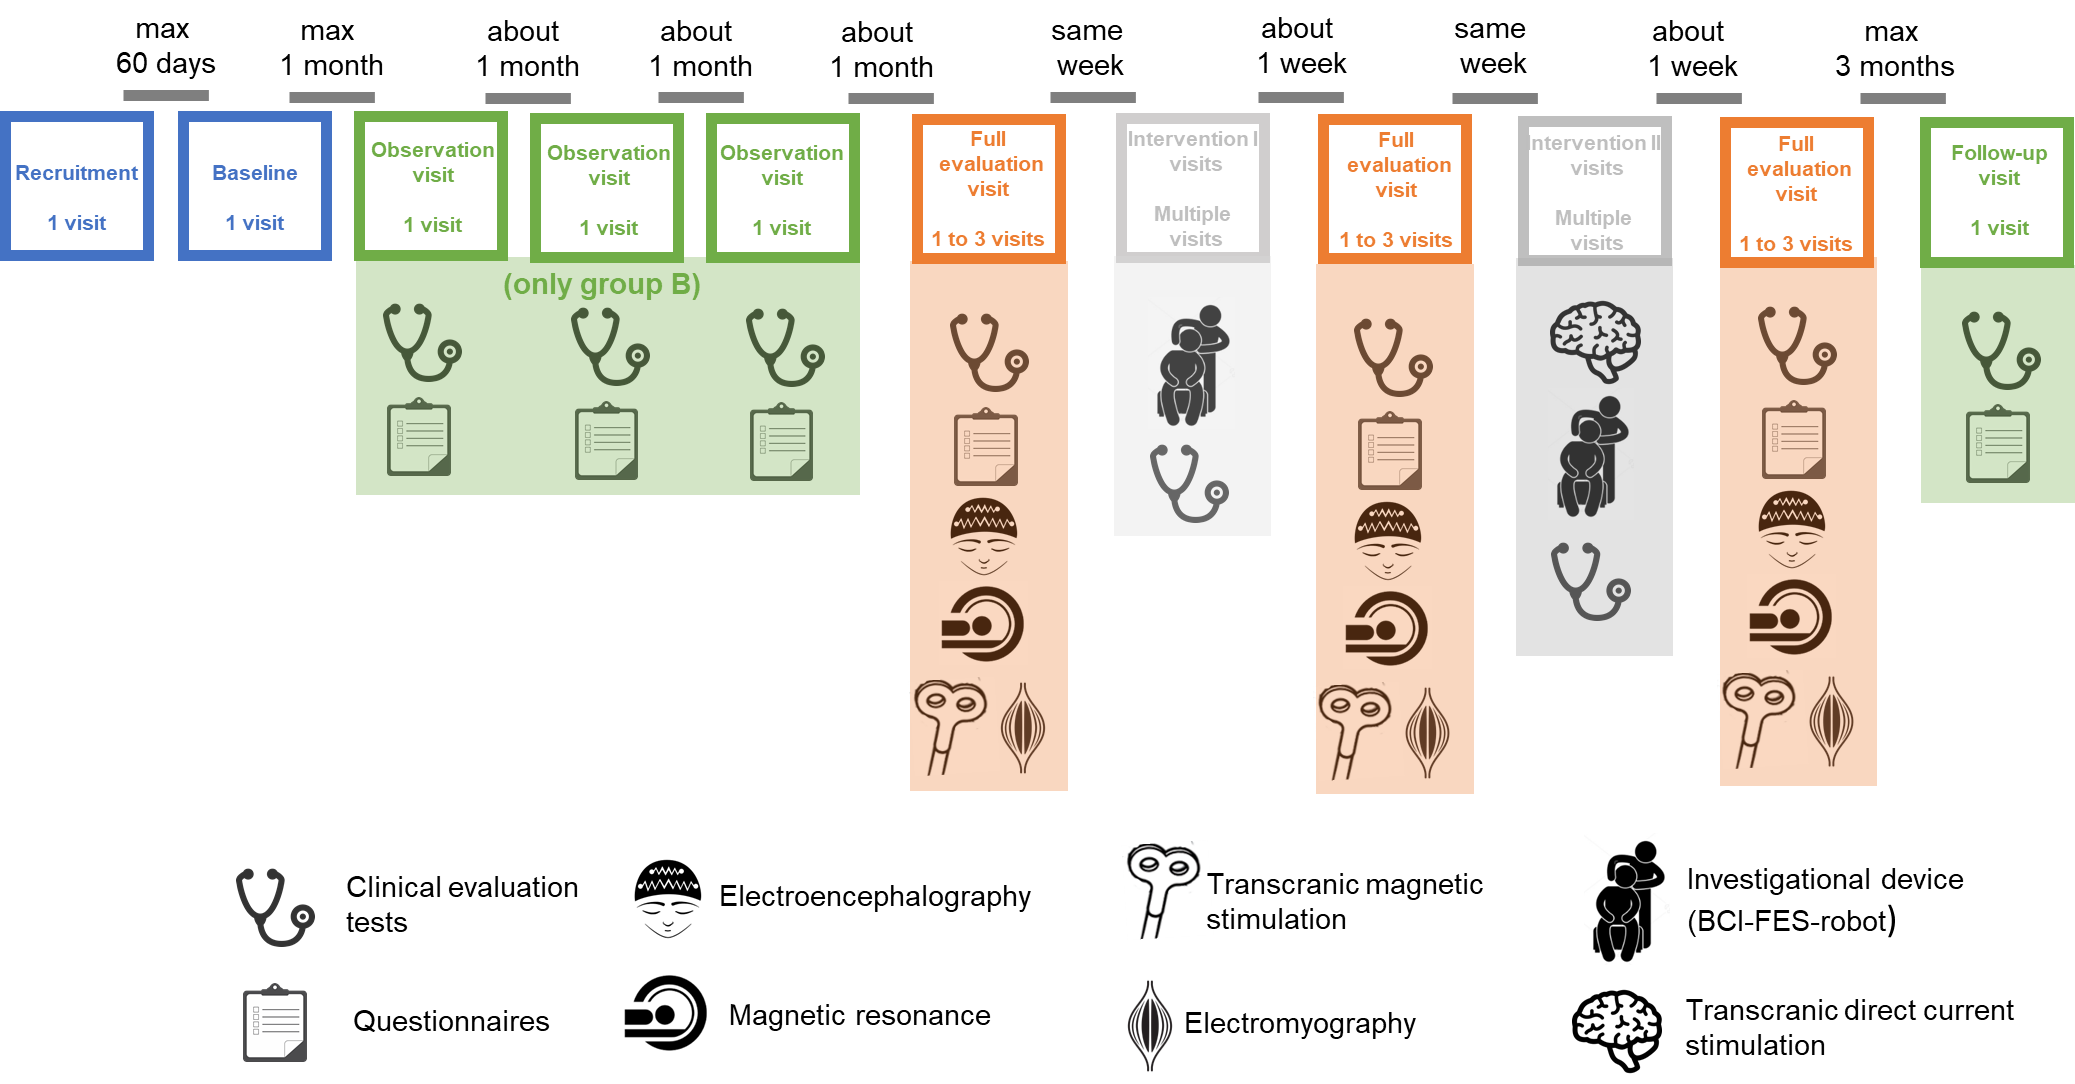 max
60 days
max
1 month
about
1 month
about
1 month
about
1 month
same
week
about
1 week
same
week
about
1 week
max
3 months
Recruitment
1 visit
Baseline
1 visit
Observation
visit
1 visit
Observation
visit
1 visit
Observation
visit
1 visit
(only group B)
Full
evaluation
visit
1 to 3 visits
Intervention I
visits
Multiple
visits
Full
evaluation
visit
1 to 3 visits
Intervention II
visits
Multiple
visits
Full
evaluation
visit
1 to 3 visits
Follow-up
visit
1 visit
Clinical evaluation
tests
Electroencephalography
Transcranic magnetic
stimulation
Investigational device
(BCI-FES-robot)
Questionnaires
Magnetic resonance
Electromyography
Transcranic direct current
stimulation